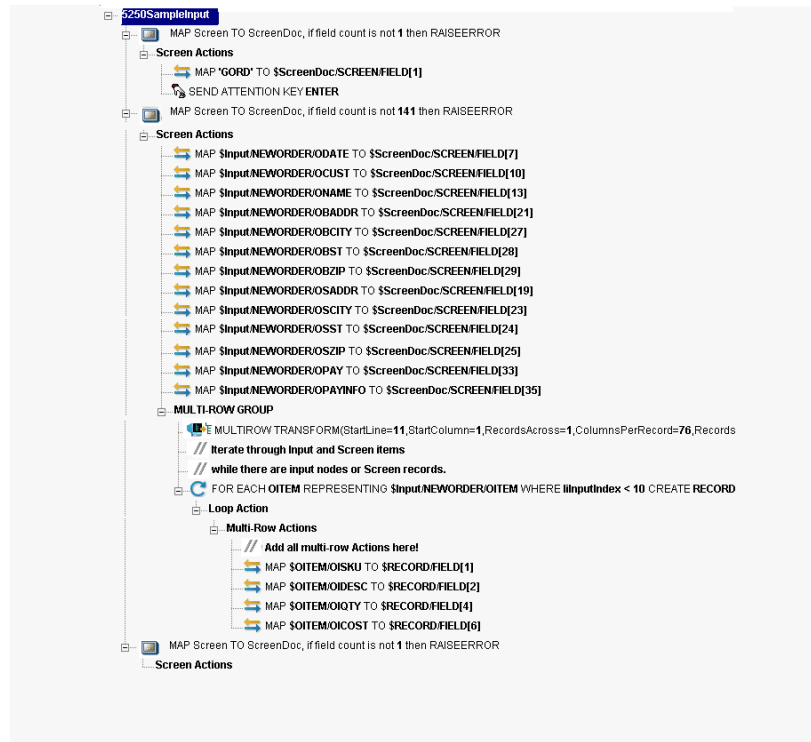 5250SampleInput
MAP Screen TO ScreenDoc, if field count is not 1 then RAISEERROR
Screen Actions
MAP 'GORD' TO $ScreenDoc/SCREEN/FIELD[1]
SEND ATTENTION KEY ENTER
MAP Screen TO ScreenDoc, if field count is not 141 then RAISEERROR
Screen Actions
MAP $Input/NEWORDER/ODATE TO $ScreenDoc/SCREEN/FIELD[7]
MAP $Input/NEWORDER/OCUST TO $ScreenDoc/SCREEN/FIELD[10]
MAP $Input/NEWORDER/ONAME TO $ScreenDoc/SCREEN/FIELD[13]
MAP $Input/NEWORDER/OBADDR TO $ScreenDoc/SCREEN/FIELD[21]
MAP $Input/NEWORDER/OBCITY TO $ScreenDoc/SCREEN/FIELD[27]
MAP $Input/NEWORDER/OBST TO $ScreenDoc/SCREEN/FIELD[28]
MAP $Input/NEWORDER/OBZIP TO $ScreenDoc/SCREEN/FIELD[29]
MAP $Input/NEWORDER/OSADDR TO $ScreenDoc/SCREEN/FIELD[19]
MAP $Input/NEWORDER/OSCITY TO $ScreenDoc/SCREEN/FIELD[23]
MAP $Input/NEWORDER/OSST TO $ScreenDoc/SCREEN/FIELD[24]
MAP $Input/NEWORDER/OSZIP TO $ScreenDoc/SCREEN/FIELD[25]
MAP $Input/NEWORDER/OPAY TO $ScreenDoc/SCREEN/FIELD[33]
MAP $Input/NEWORDER/OPAYINFO TO $ScreenDoc/SCREEN/FIELD[35]
MULTI-ROW GROUP
E MULTIROW TRANSFORM(StartLine=11,StartColumn=1,RecordsAcross=1,ColumnsPerRecord=76,Records
// Iterate through Input and Screen items
// while there are input nodes or Screen records.
FOR EACH OITEM REPRESENTING $Input/NEWORDER/OITEM WHERE liInputIndex < 10 CREATE RECORD
Loop Action
Multi-Row Actions
// Add all multi-row Actions here!
MAP $OITEM/OISKU TO $RECORD/FIELD[1]
MAP $OITEM/OIDESC TO $RECORD/FIELD[2]
MAP $OITEM/OIQTY TO $RECORD/FIELD[4]
MAP $OITEM/OICOST TO $RECORD/FIELD[6]
MAP Screen TO ScreenDoc, if field count is not 1 then RAISEERROR
Screen Actions